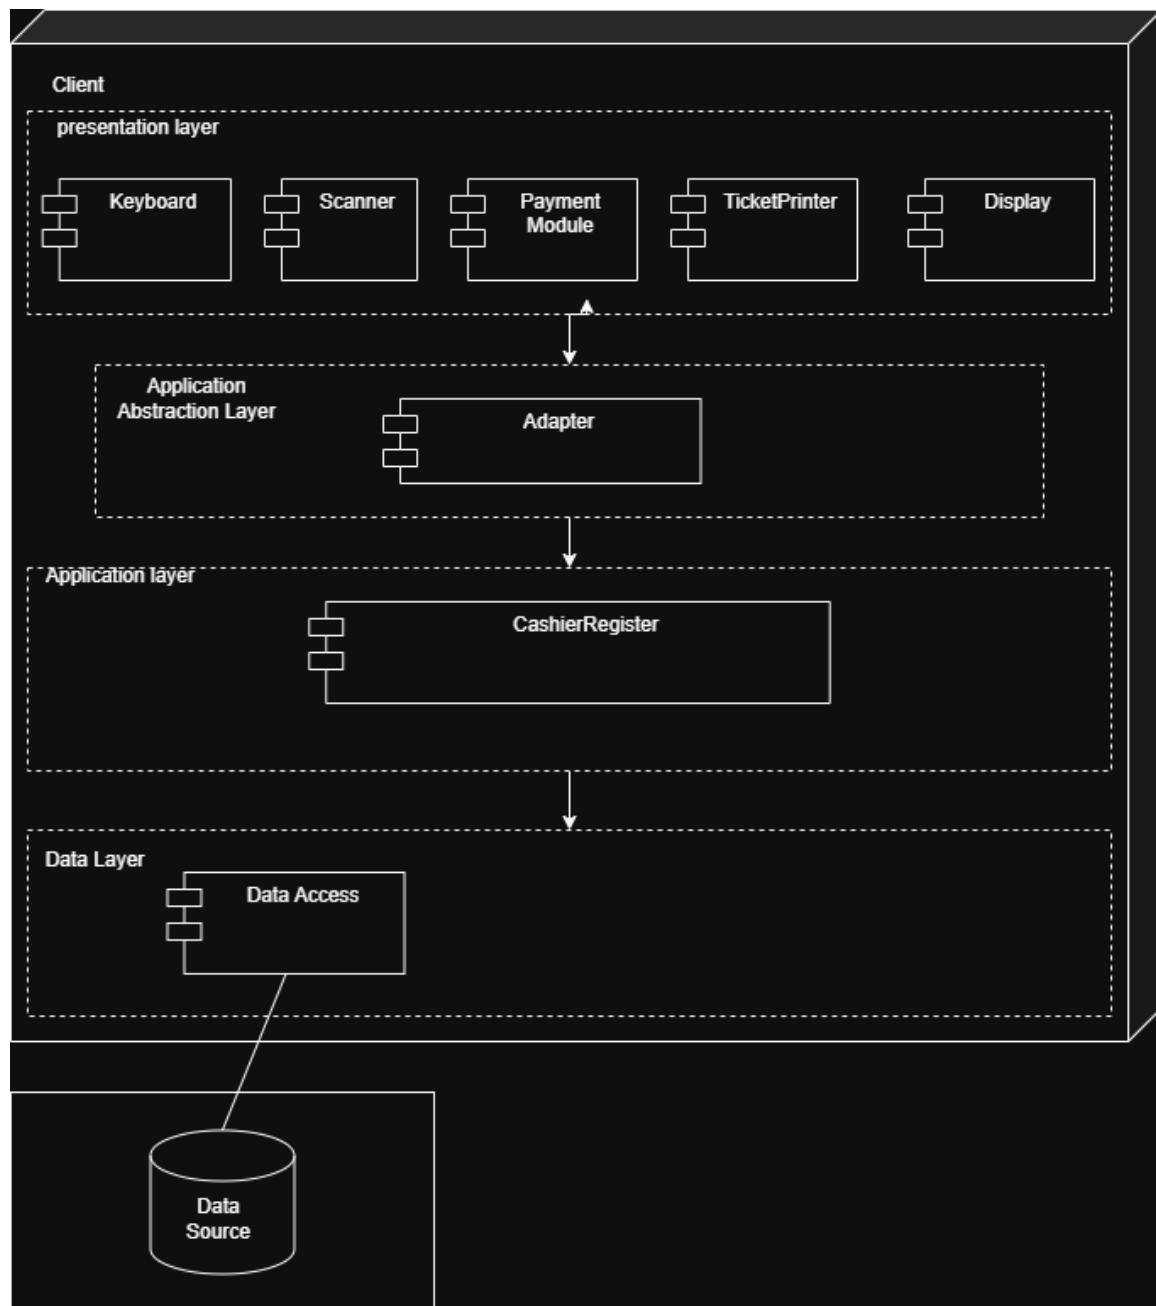 Client
presentation layer
Keyboard
Scanner
Payment
Module
TicketPrinter
Display
Application
Abstraction Layer
Adapter
Application layer
CashierRegister
Data Layer
Data Access
Data
Source